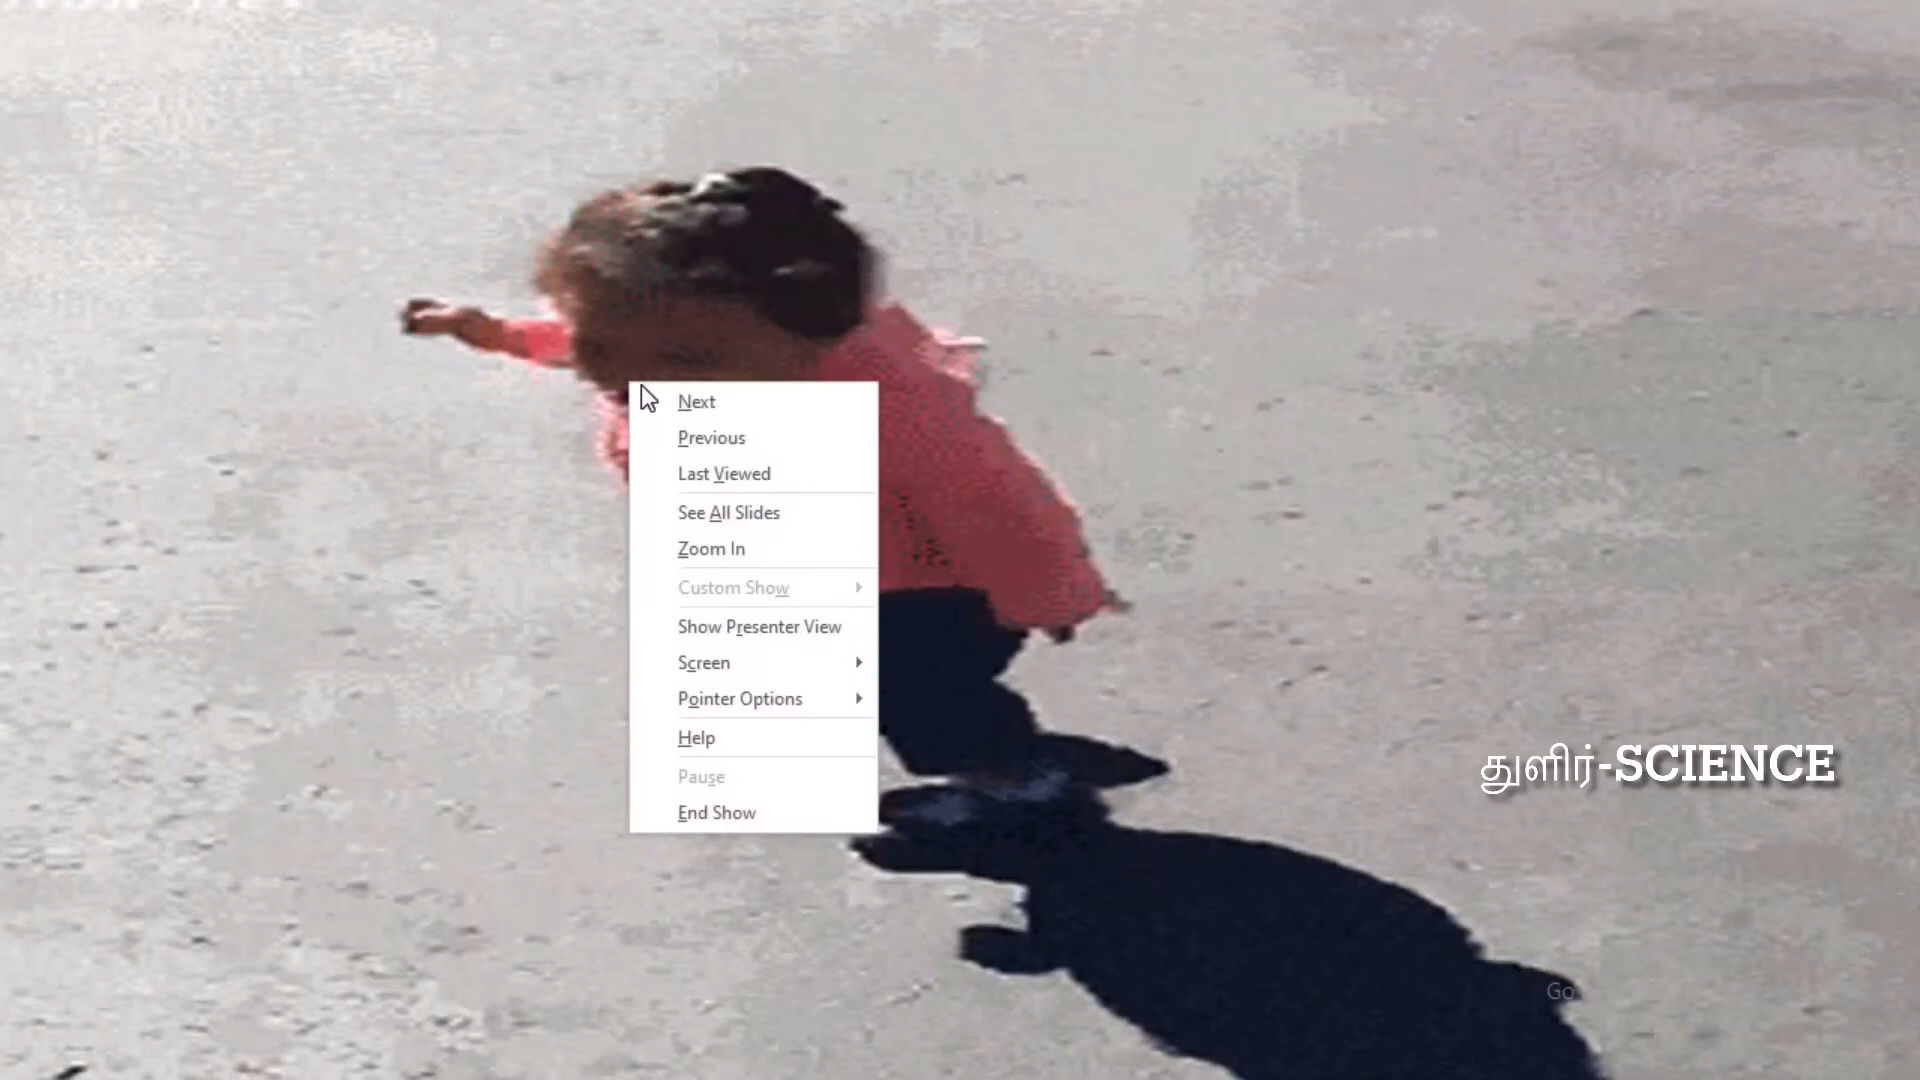 Next
Previous
Last Viewed
See All Slides
Zoom In
Custom Show
Show Presenter View
Screen
Pointer Options
Help
Pause
End Show
துளிர்-SCIENCE
Go